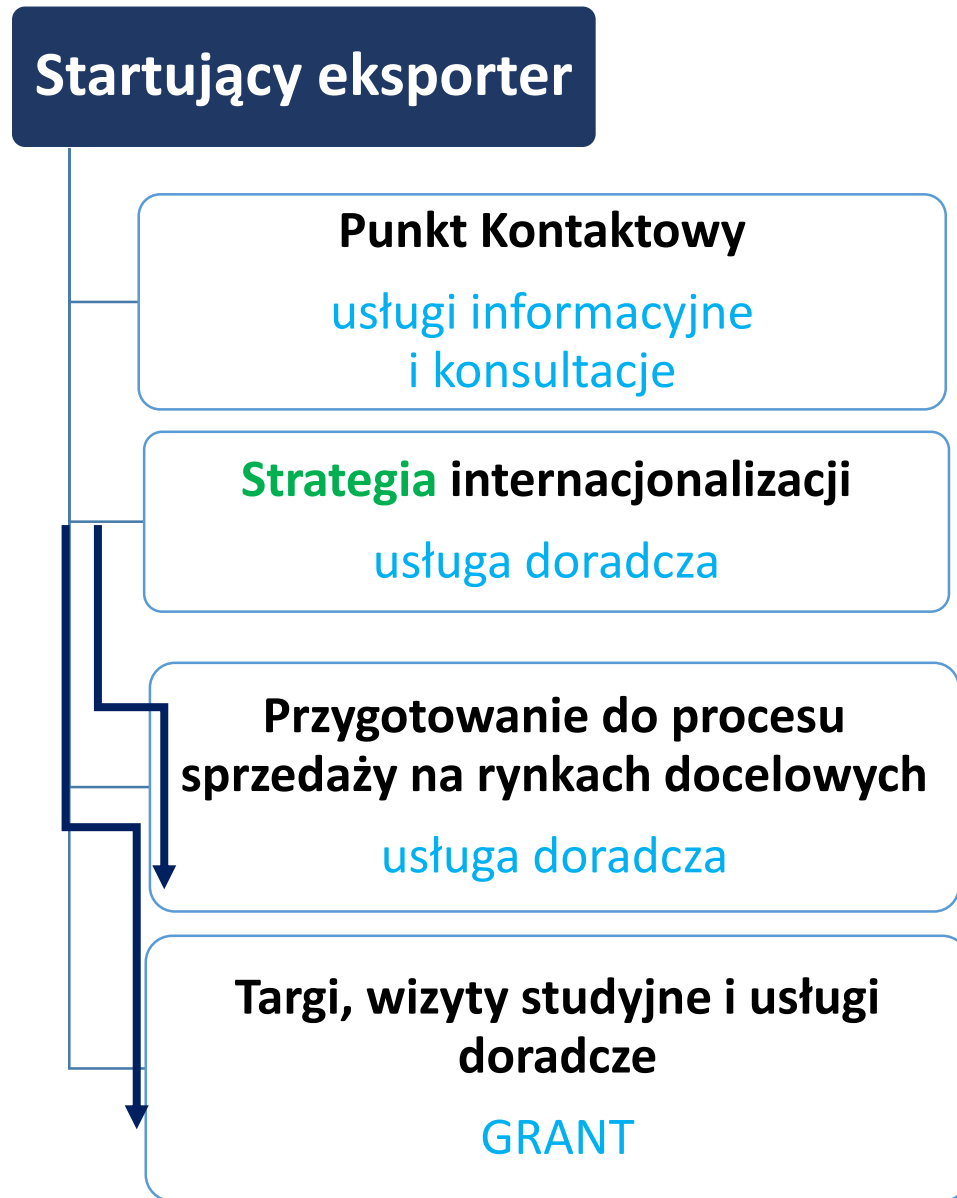 Startujący eksporter
Punkt Kontaktowy
usługi informacyjne
i konsultacje
Strategia internacjonalizacji
usługa doradcza
Przygotowanie do procesu
sprzedaży na rynkach docelowych
usługa doradcza
Targi, wizyty studyjne i usługi
doradcze
GRANT